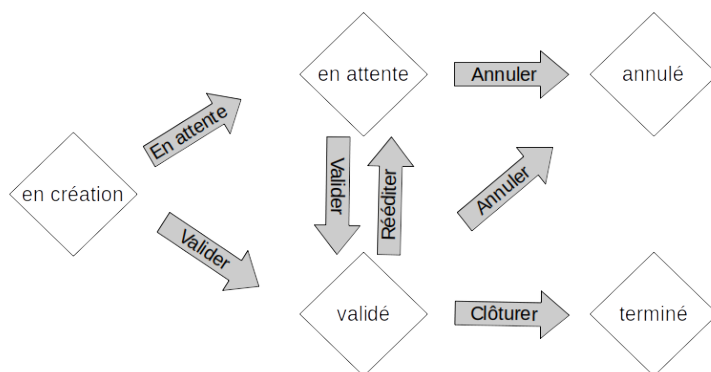 en attente
Annuler
annulé
En attente
Valider
Rééditer
Annuler
en création
Valider
validé
Clôturer
terminé